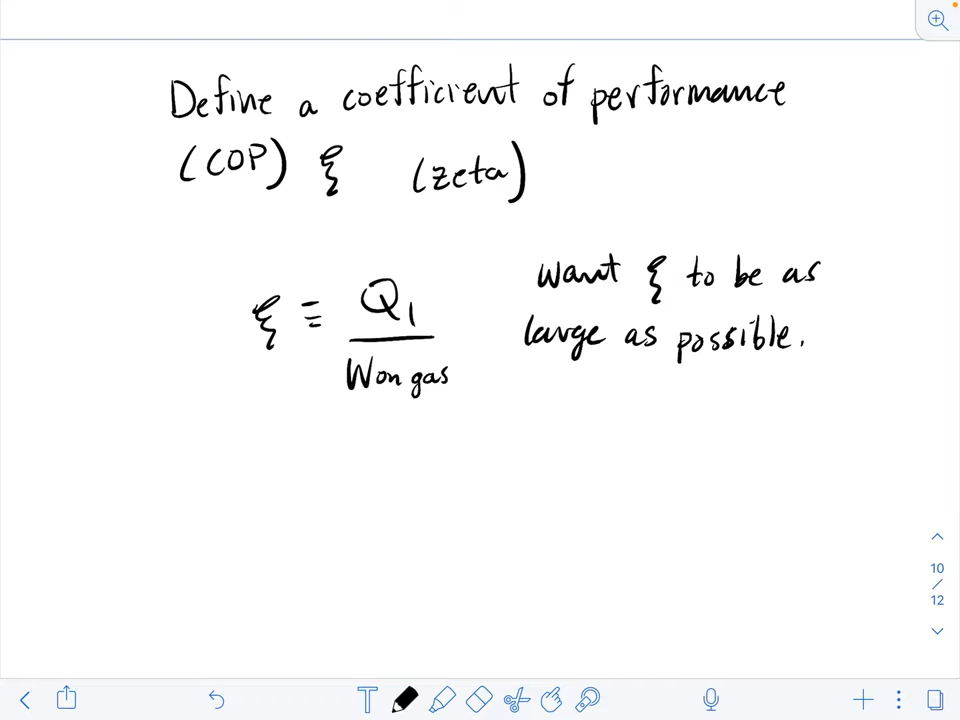 Define a coefficient of performance
(COP) ξ (zeta)
ξ ≡ Q₁ / W on gas
want ξ to be as
large as possible.
10
/
12
T